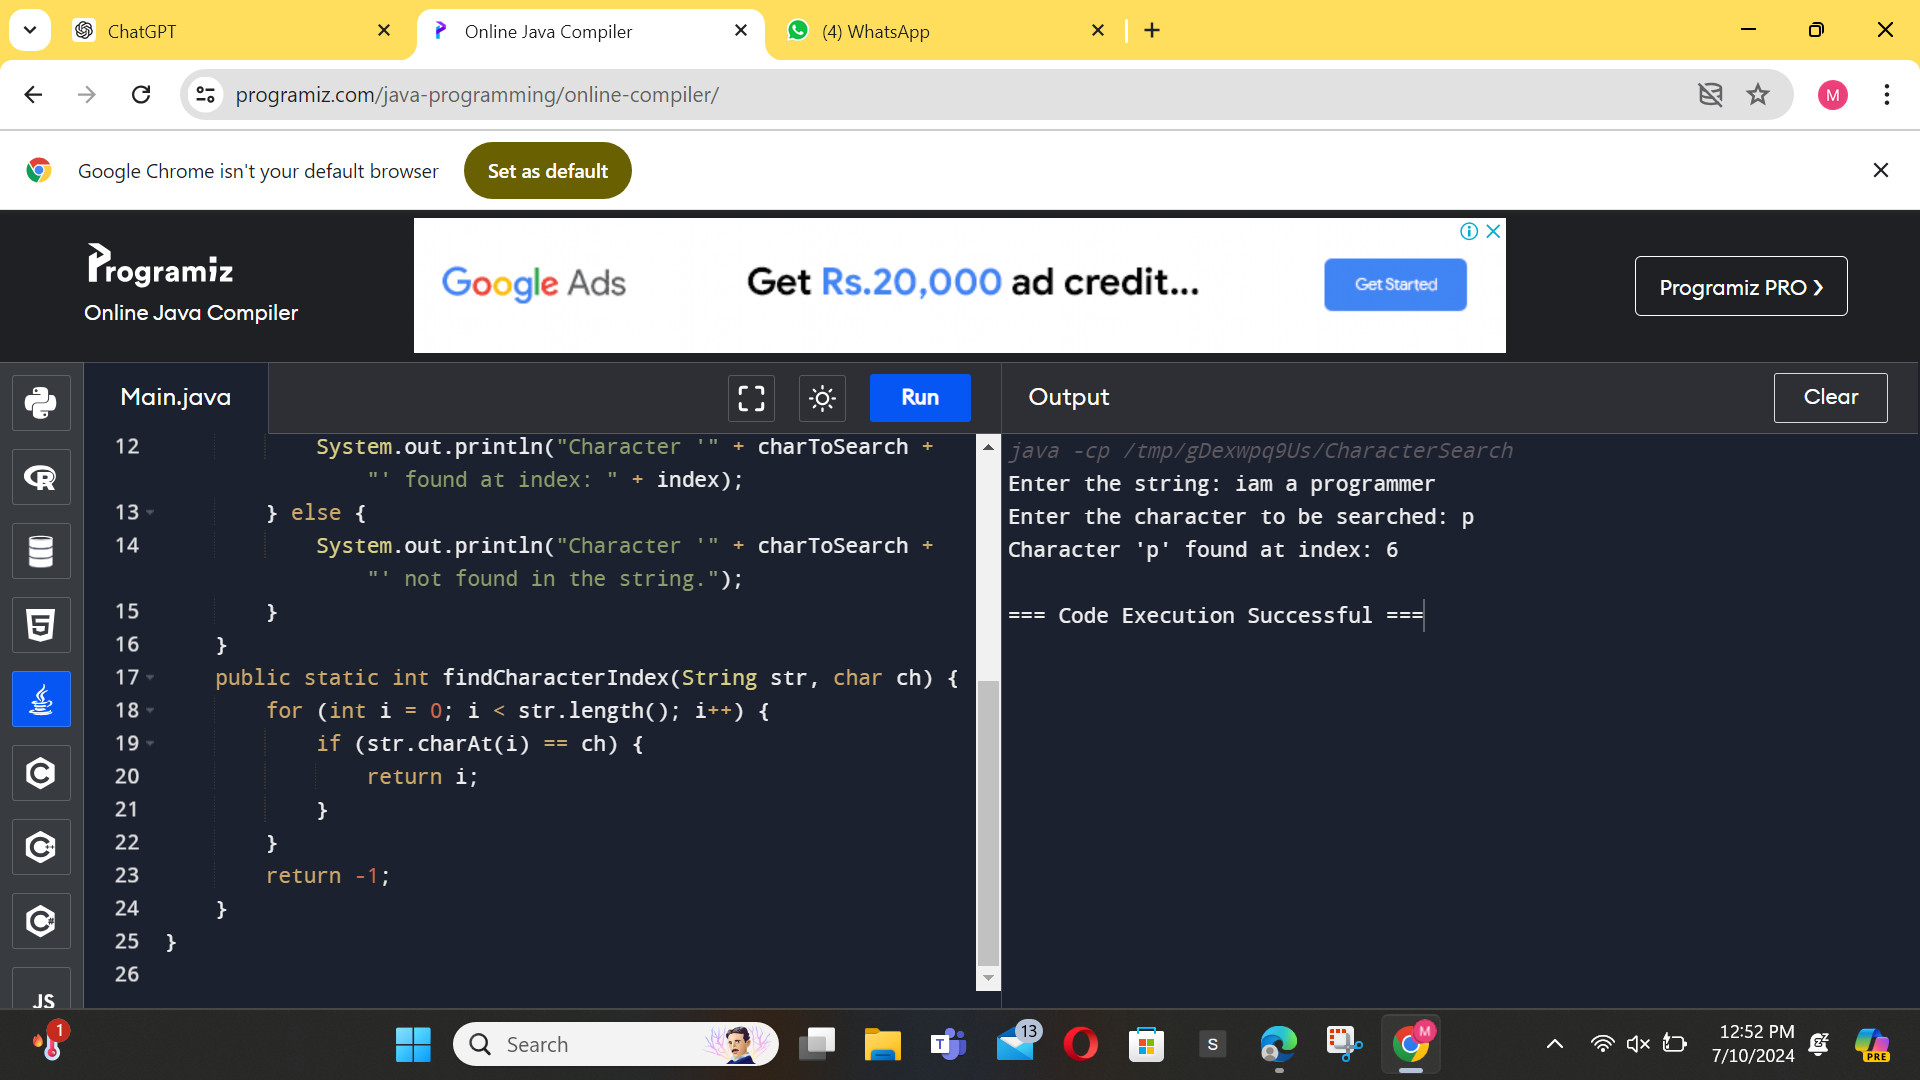 ChatGPT
Online Java Compiler
(4) WhatsApp
programiz.com/java-programming/online-compiler/
M
Google Chrome isn't your default browser
Set as default
Programiz
Online Java Compiler
Google Ads
Get Rs.20,000 ad credit...
Get Started
Programiz PRO ❯
Main.java
Run
Output
Clear
12 System.out.println("Character '" + charToSearch +
"' found at index: " + index);
13 } else {
14 System.out.println("Character '" + charToSearch +
"' not found in the string.");
15 }
16 }
17 public static int findCharacterIndex(String str, char ch) {
18 for (int i = 0; i < str.length(); i++) {
19 if (str.charAt(i) == ch) {
20 return i;
21 }
22 }
23 return -1;
24 }
25 }
26
java -cp /tmp/gDexwpq9Us/CharacterSearch
Enter the string: iam a programmer
Enter the character to be searched: p
Character 'p' found at index: 6
=== Code Execution Successful ===
R
5
C
C++
C#
JS
1
Search
T
13
S
M
12:52 PM
7/10/2024
PRE